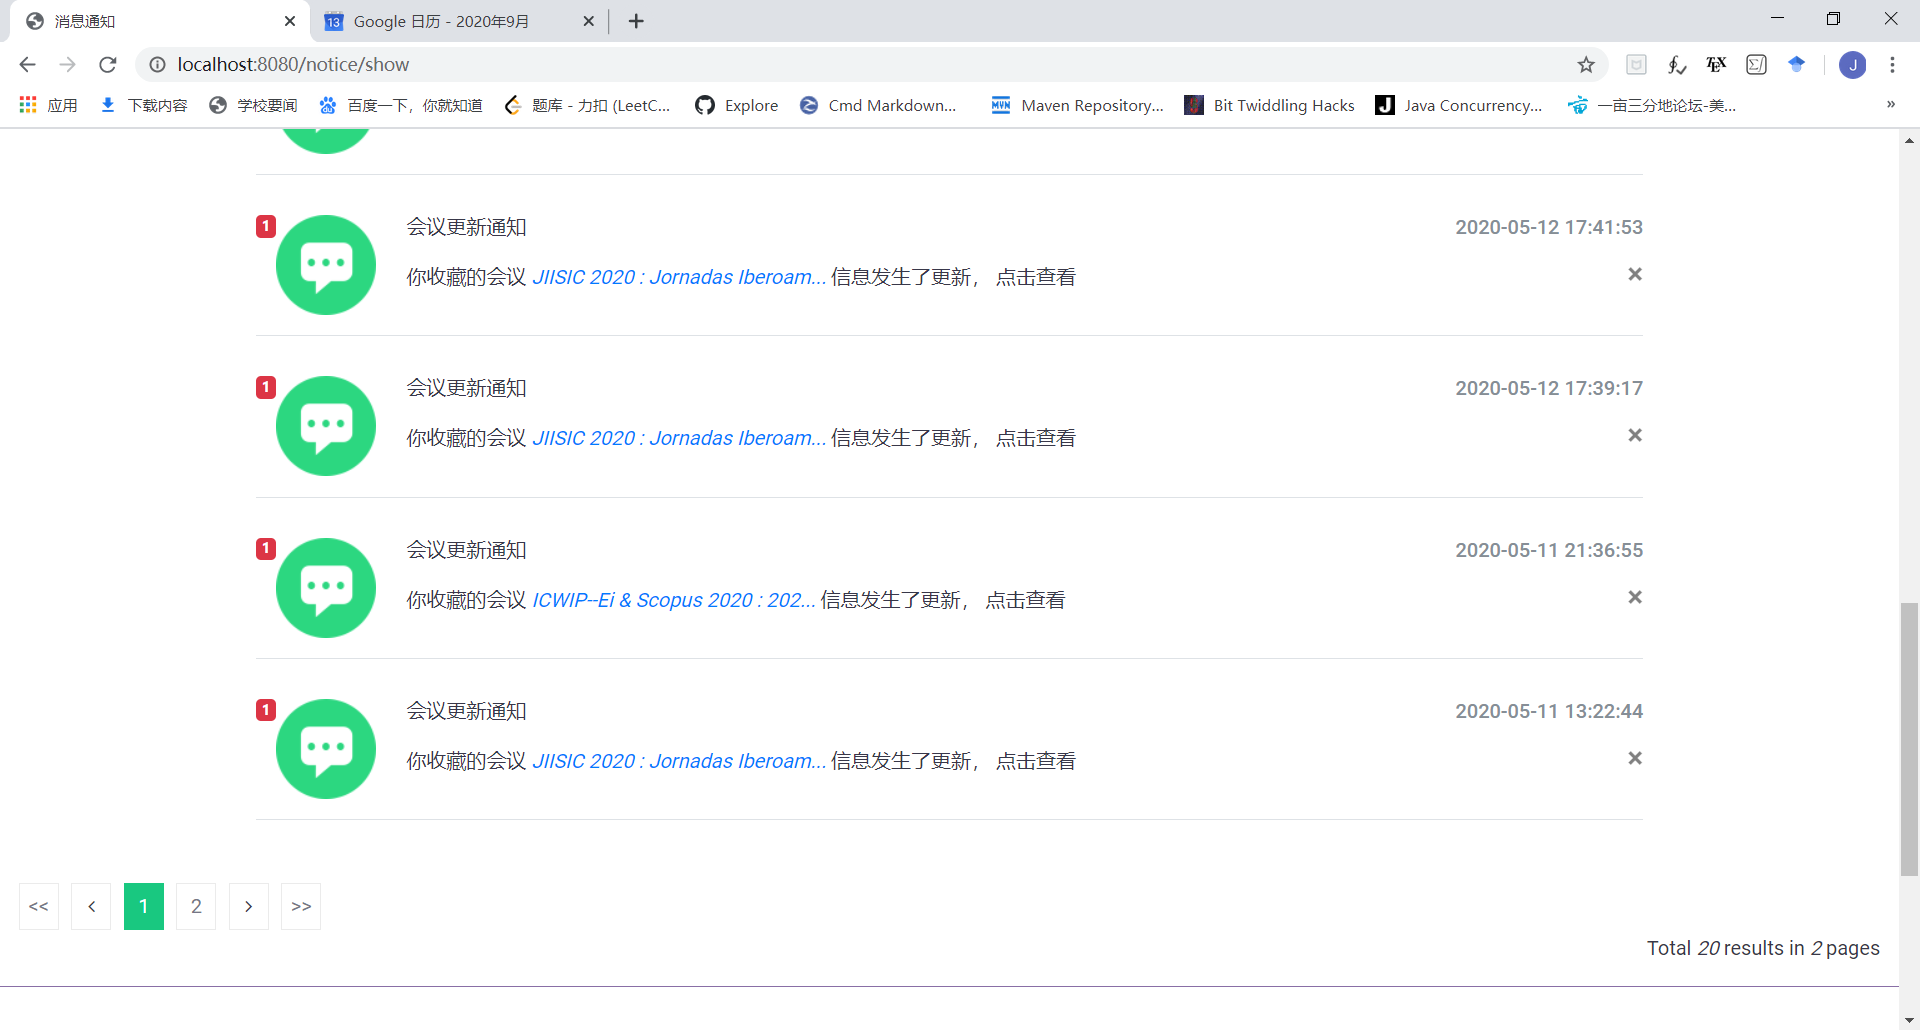 消息通知
13 Google 日历 - 2020年9月
localhost:8080/notice/show
TEX J
应用 下载内容 学校要闻 百度一下，你就知道 题库 - 力扣 (LeetC... Explore Cmd Markdown... MVN Maven Repository... Bit Twiddling Hacks J Java Concurrency... 一亩三分地论坛-美... »
1 会议更新通知 2020-05-12 17:41:53
你收藏的会议 JIISIC 2020 : Jornadas Iberoam... 信息发生了更新， 点击查看 ×
1 会议更新通知 2020-05-12 17:39:17
你收藏的会议 JIISIC 2020 : Jornadas Iberoam... 信息发生了更新， 点击查看 ×
1 会议更新通知 2020-05-11 21:36:55
你收藏的会议 ICWIP--Ei & Scopus 2020 : 202... 信息发生了更新， 点击查看 ×
1 会议更新通知 2020-05-11 13:22:44
你收藏的会议 JIISIC 2020 : Jornadas Iberoam... 信息发生了更新， 点击查看 ×
<< < 1 2 > >>
Total 20 results in 2 pages